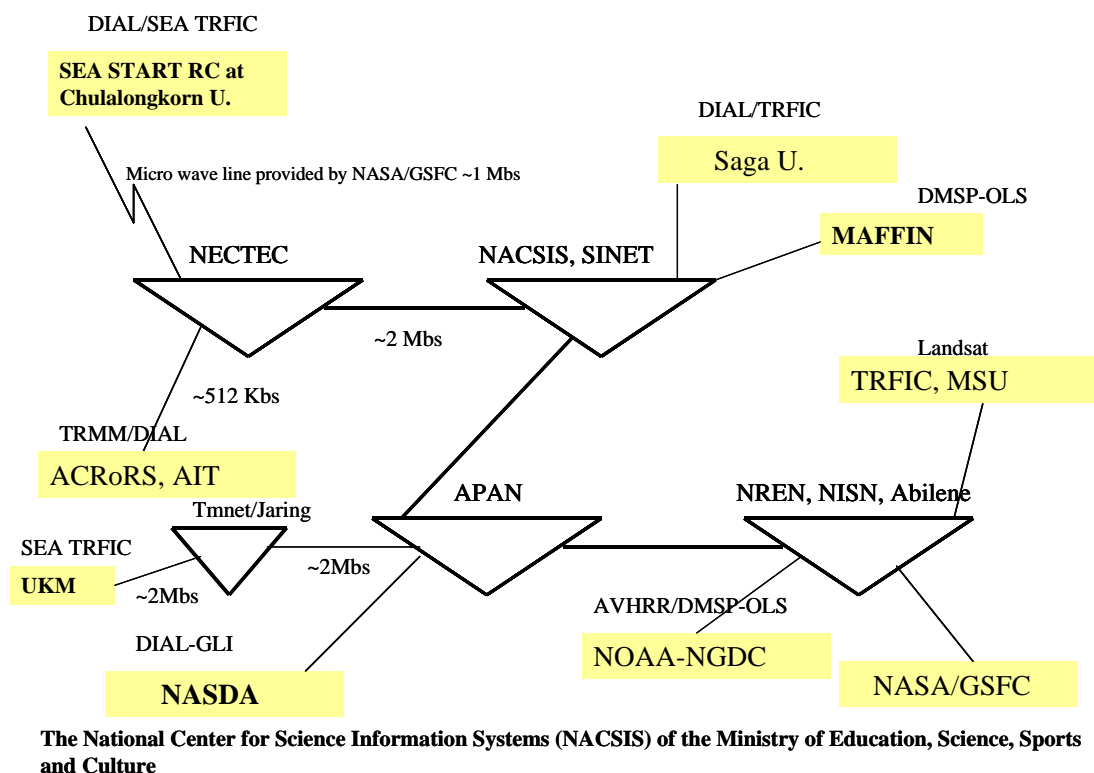 DIAL/SEA TRFIC
SEA START RC at
Chulalongkorn U.
DIAL/TRFIC
Saga U.
Micro wave line provided by NASA/GSFC ~1 Mbs
DMSP-OLS
MAFFIN
NECTEC
NACSIS, SINET
~2 Mbs
Landsat
TRFIC, MSU
~512 Kbs
TRMM/DIAL
ACRoRS, AIT
APAN
NREN, NISN, Abilene
Tmnet/Jaring
SEA TRFIC
UKM
~2Mbs
~2Mbs
AVHRR/DMSP-OLS
NOAA-NGDC
DIAL-GLI
NASDA
NASA/GSFC
The National Center for Science Information Systems (NACSIS) of the Ministry of Education, Science, Sports
and Culture